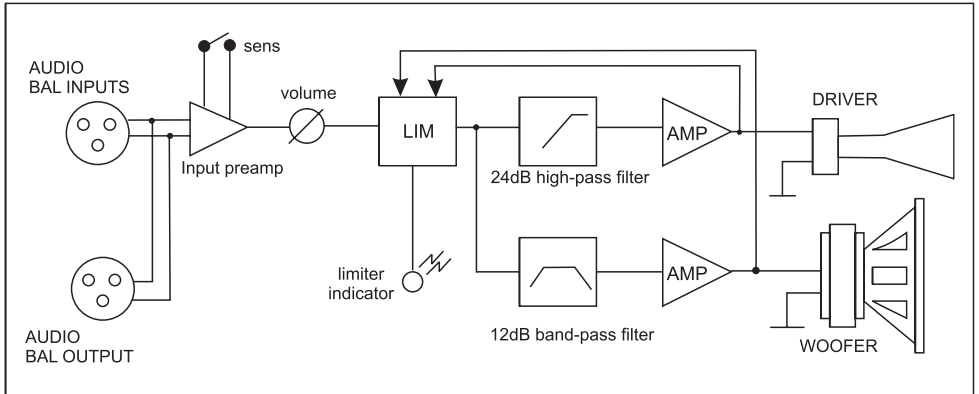 sens
AUDIO
BAL INPUTS
volume
DRIVER
LIM
AMP
Input preamp
24dB high-pass filter
limiter
indicator
AMP
12dB band-pass filter
AUDIO
BAL OUTPUT
WOOFER